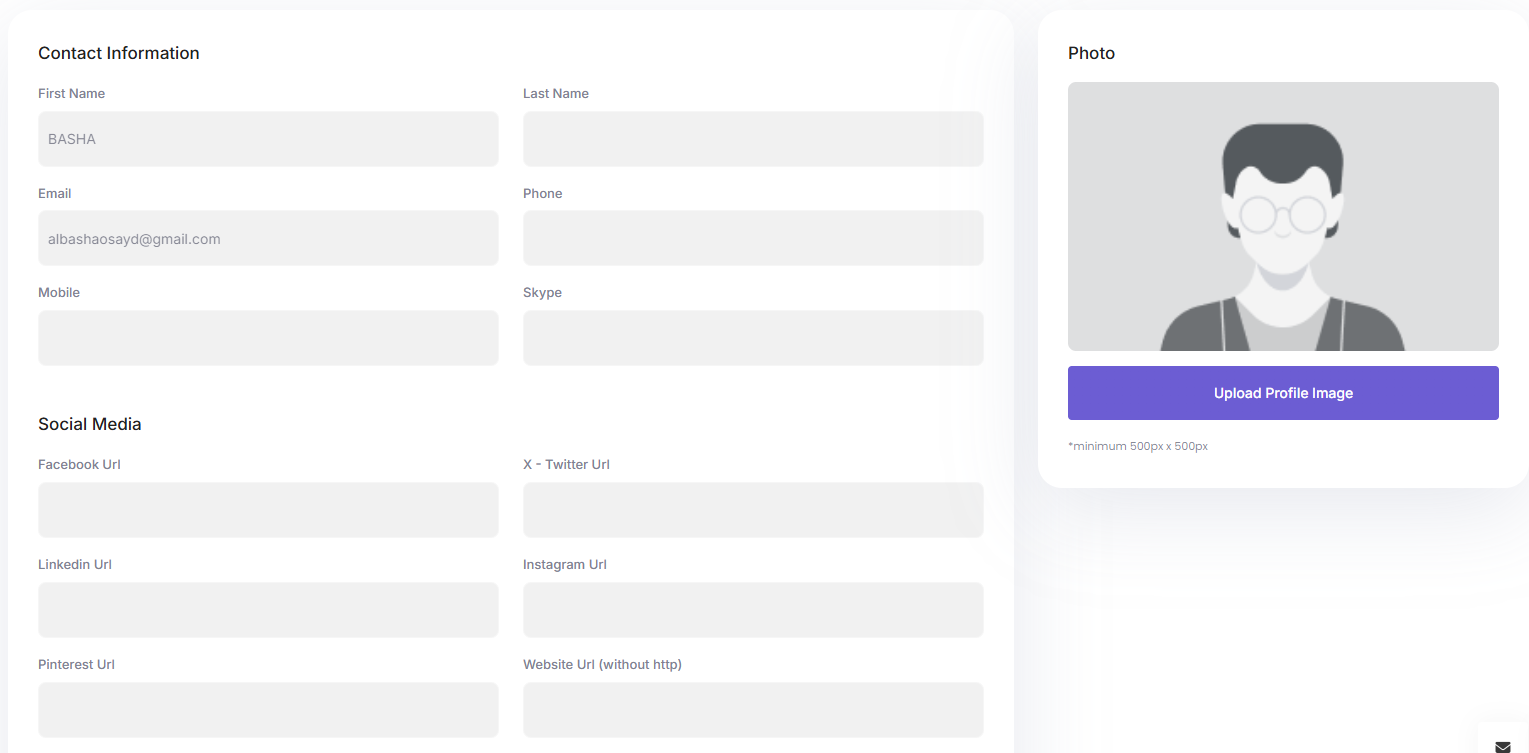 Contact Information
First Name
Last Name
BASHA
Email
Phone
albashaosayd@gmail.com
Mobile
Skype
Social Media
Facebook Url
X - Twitter Url
Linkedin Url
Instagram Url
Pinterest Url
Website Url (without http)
Photo
Upload Profile Image
*minimum 500px x 500px